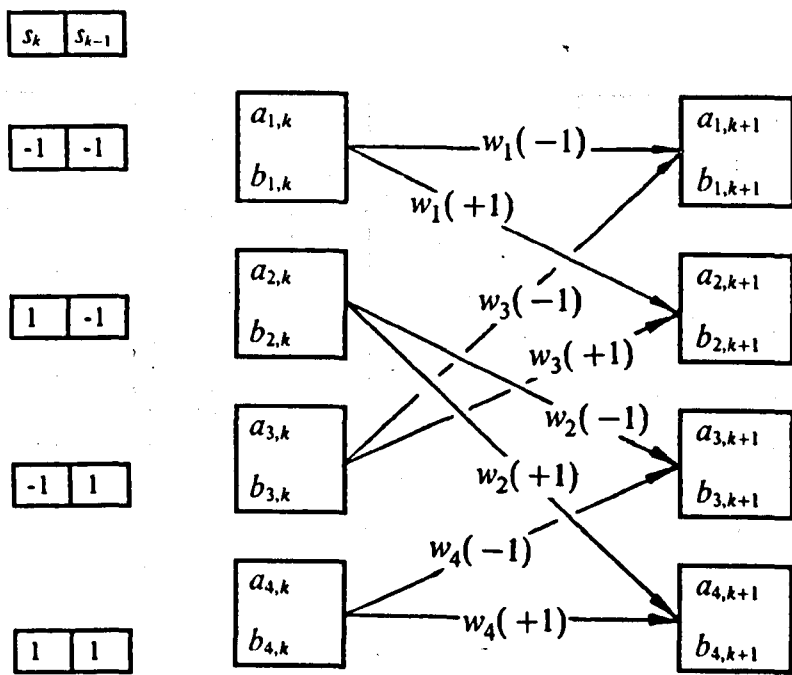 s_k s_{k-1}
-1 -1
1 -1
-1 1
1 1
a_{1,k}
b_{1,k}
a_{2,k}
b_{2,k}
a_{3,k}
b_{3,k}
a_{4,k}
b_{4,k}
w_1(-1)
w_1(+1)
w_3(-1)
w_3(+1)
w_2(-1)
w_2(+1)
w_4(-1)
w_4(+1)
a_{1,k+1}
b_{1,k+1}
a_{2,k+1}
b_{2,k+1}
a_{3,k+1}
b_{3,k+1}
a_{4,k+1}
b_{4,k+1}